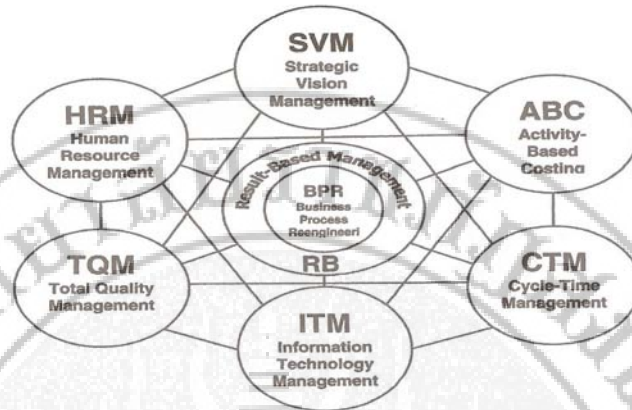 SVM
Strategic
Vision
Management
HRM
Human
Resource
Management
ABC
Activity-
Based
Costing
Result-Based Management
BPR
Business
Process
Reengineeri
RB
TQM
Total Quality
Management
CTM
Cycle-Time
Management
ITM
Information
Technology
Management